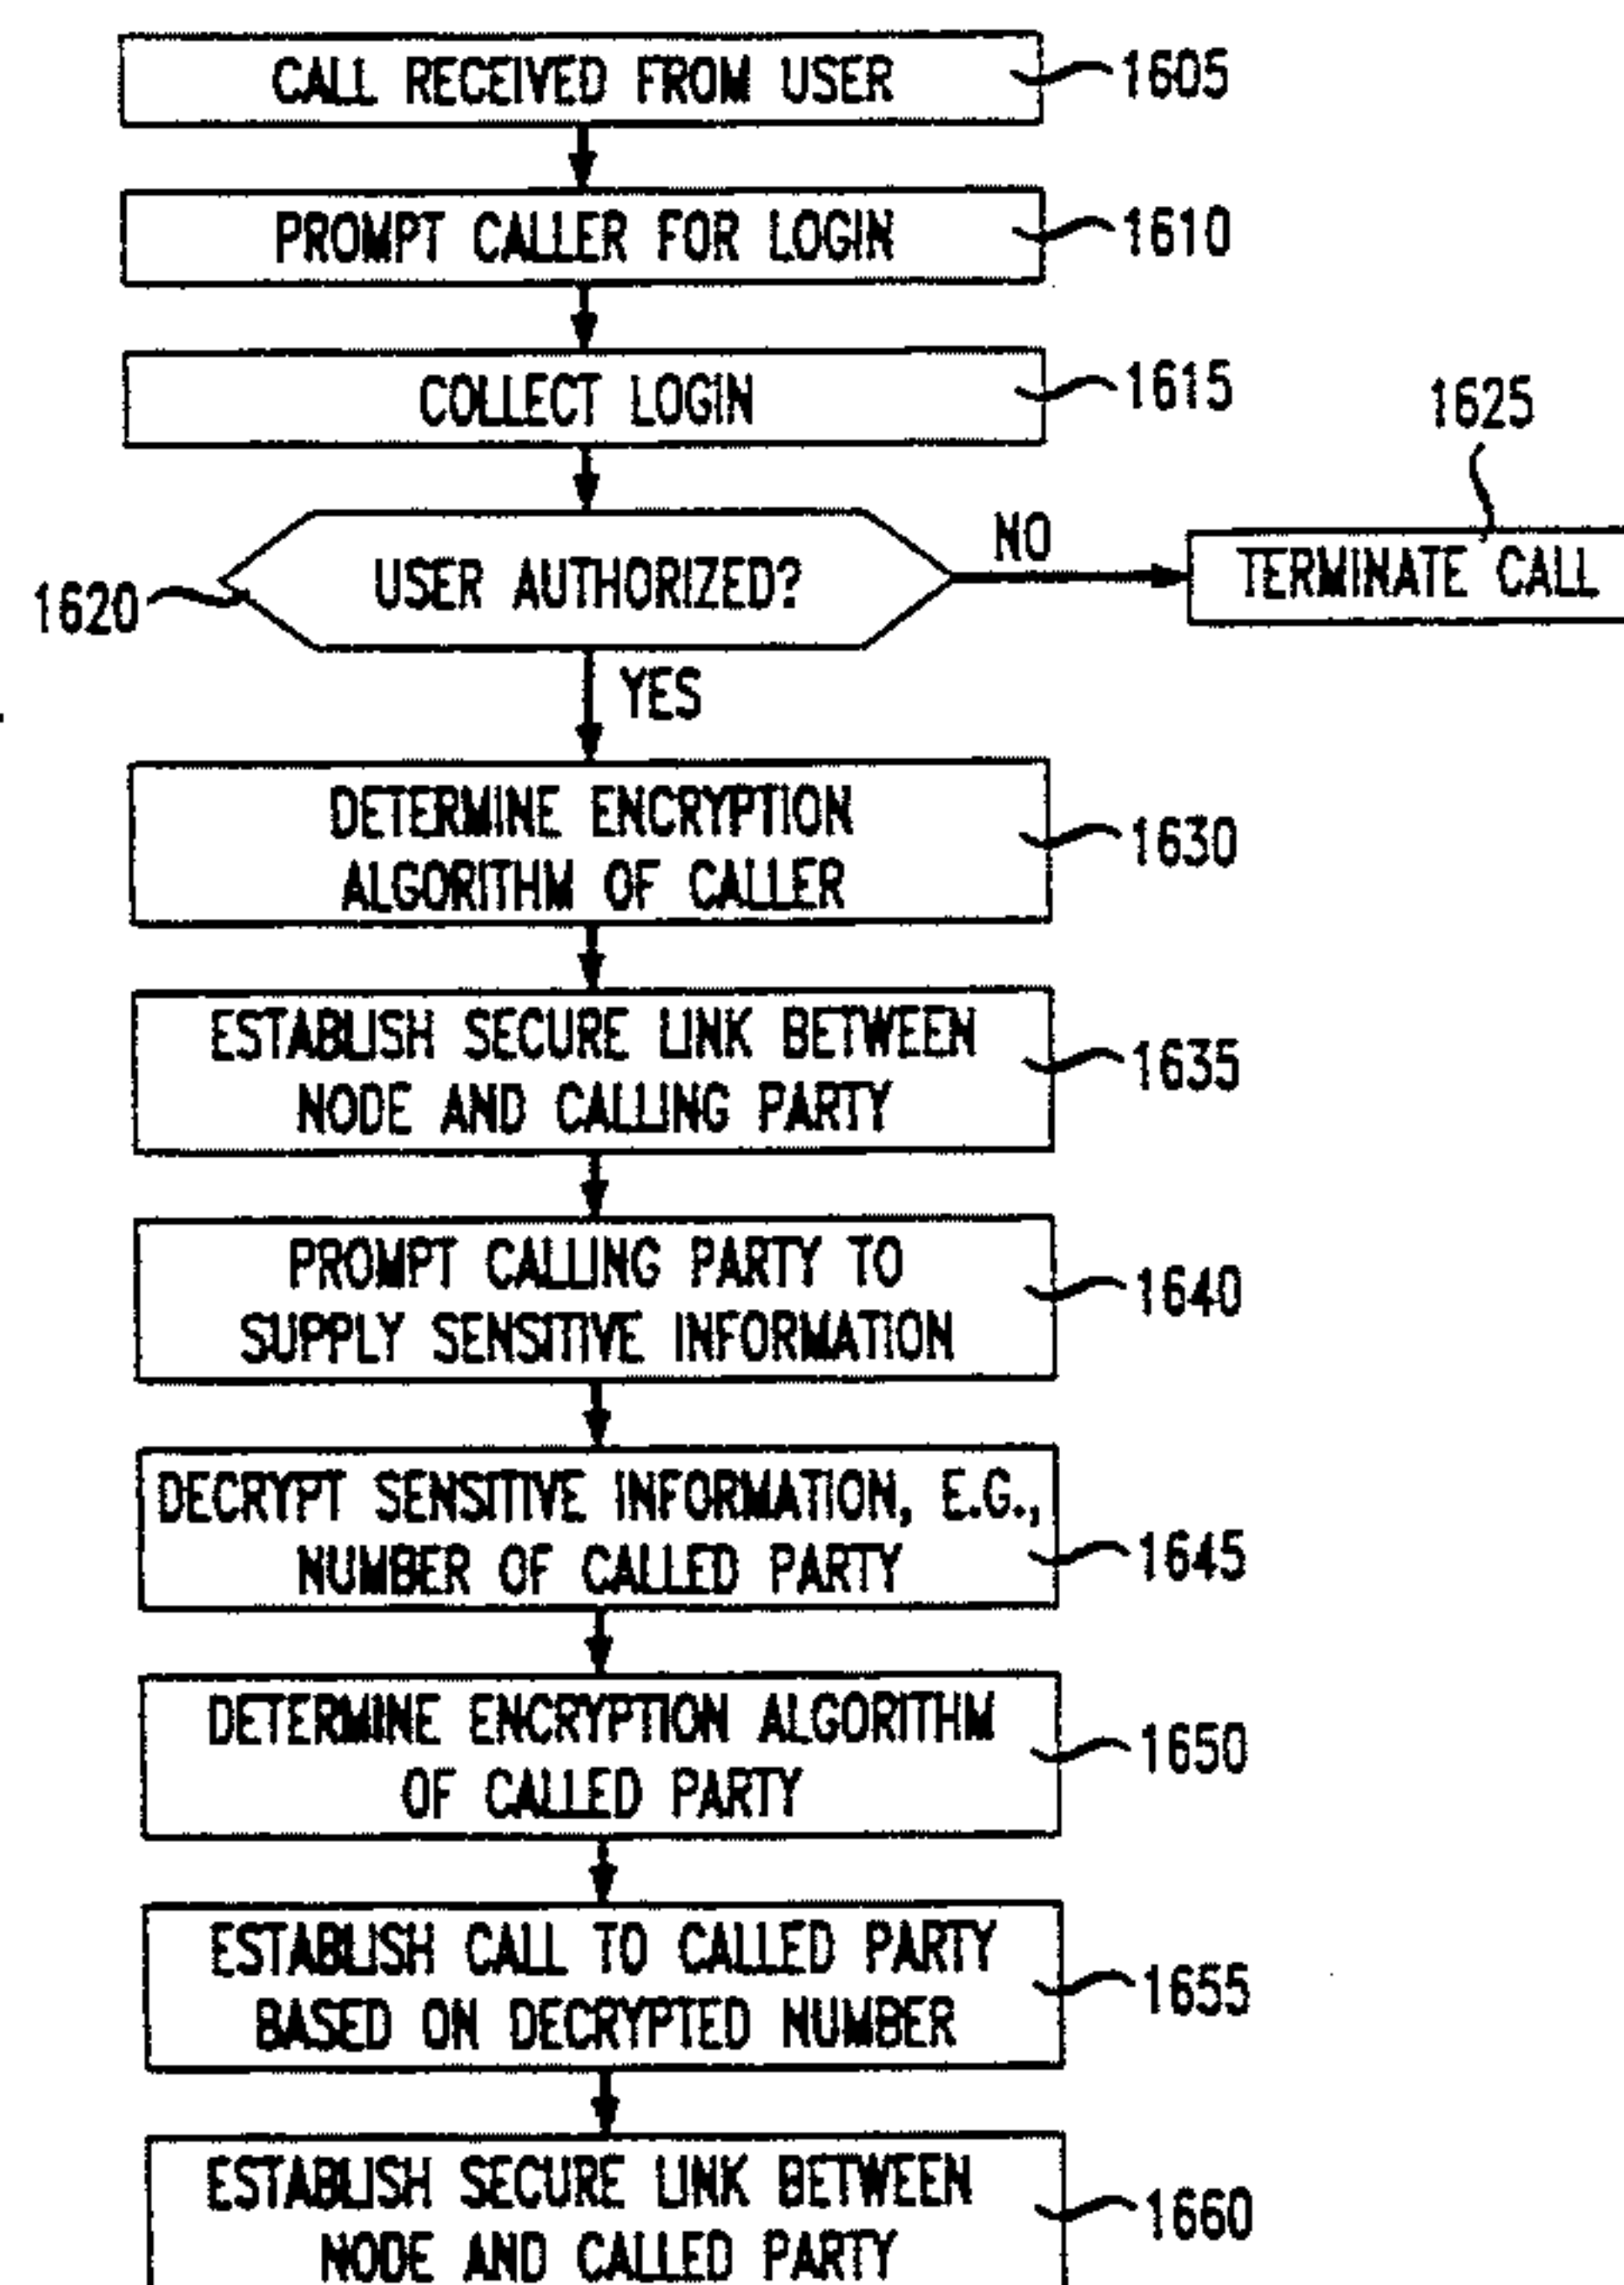 CALL RECEIVED FROM USER
1605
PROMPT CALLER FOR LOGIN
1610
COLLECT LOGIN
1615
1625
USER AUTHORIZED?
NO
TERMINATE CALL
1620
YES
DETERMINE ENCRYPTION
ALGORITHM OF CALLER
1630
ESTABLISH SECURE LINK BETWEEN
NODE AND CALLING PARTY
1635
PROMPT CALLING PARTY TO
SUPPLY SENSITIVE INFORMATION
1640
DECRYPT SENSITIVE INFORMATION, E.G.,
NUMBER OF CALLED PARTY
1645
DETERMINE ENCRYPTION ALGORITHM
OF CALLED PARTY
1650
ESTABLISH CALL TO CALLED PARTY
BASED ON DECRYPTED NUMBER
1655
ESTABLISH SECURE LINK BETWEEN
NODE AND CALLED PARTY
1660